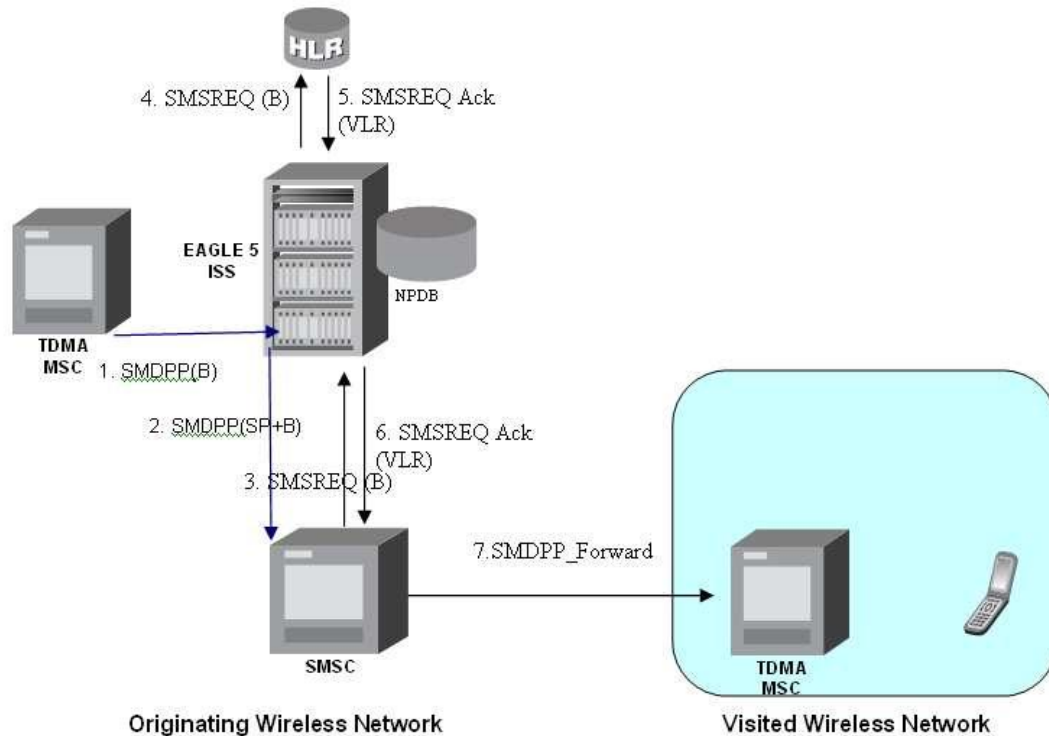 HLR
4. SMSREQ (B)
5. SMSREQ Ack
(VLR)
EAGLE 5
ISS
NPDB
TDMA
MSC
1. SMDPP(B)
2. SMDPP(SP+B)
3. SMSREQ (B)
6. SMSREQ Ack
(VLR)
7.SMDPP_Forward
SMSC
TDMA
MSC
Originating Wireless Network
Visited Wireless Network